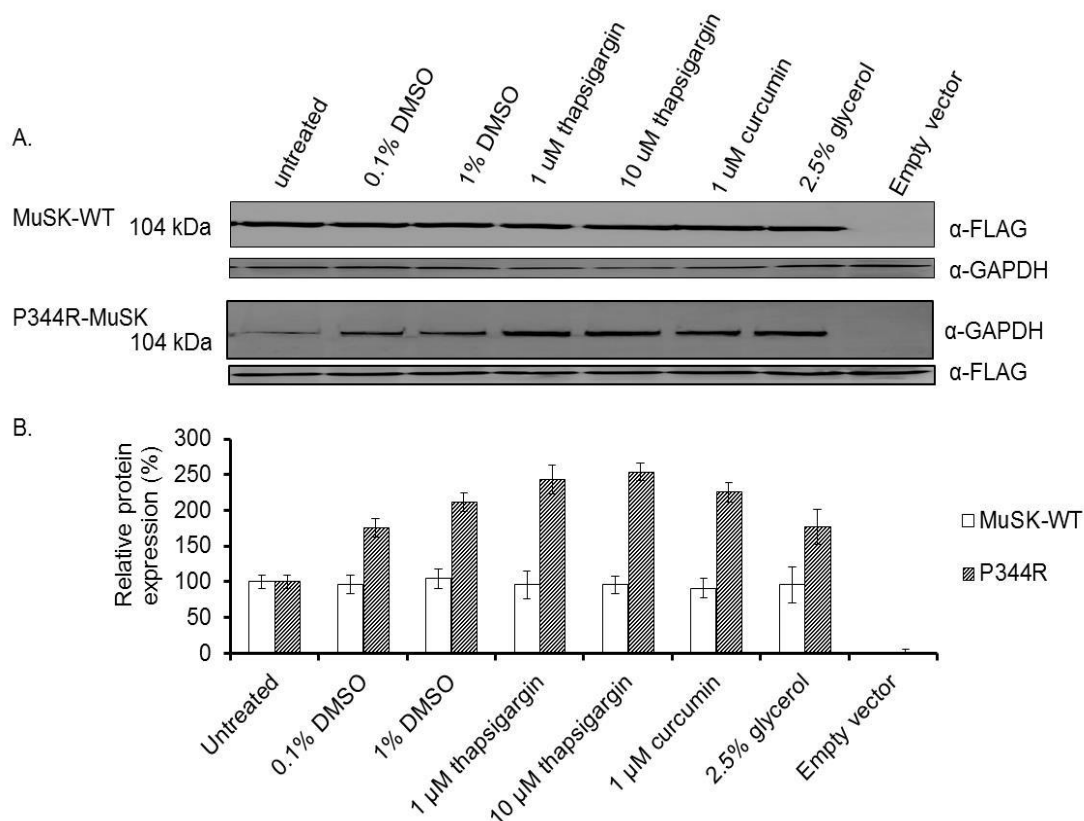 A.
untreated
0.1% DMSO
1% DMSO
1 uM thapsigargin
10 uM thapsigargin
1 uM curcumin
2.5% glycerol
Empty vector
MuSK-WT 104 kDa α-FLAG
α-GAPDH
P344R-MuSK
104 kDa α-GAPDH
α-FLAG
B.
Relative protein
expression (%)
300
250
200
150
100
50
0
MuSK-WT
P344R
Untreated
0.1% DMSO
1% DMSO
1 µM thapsigargin
10 µM thapsigargin
1 µM curcumin
2.5% glycerol
Empty vector